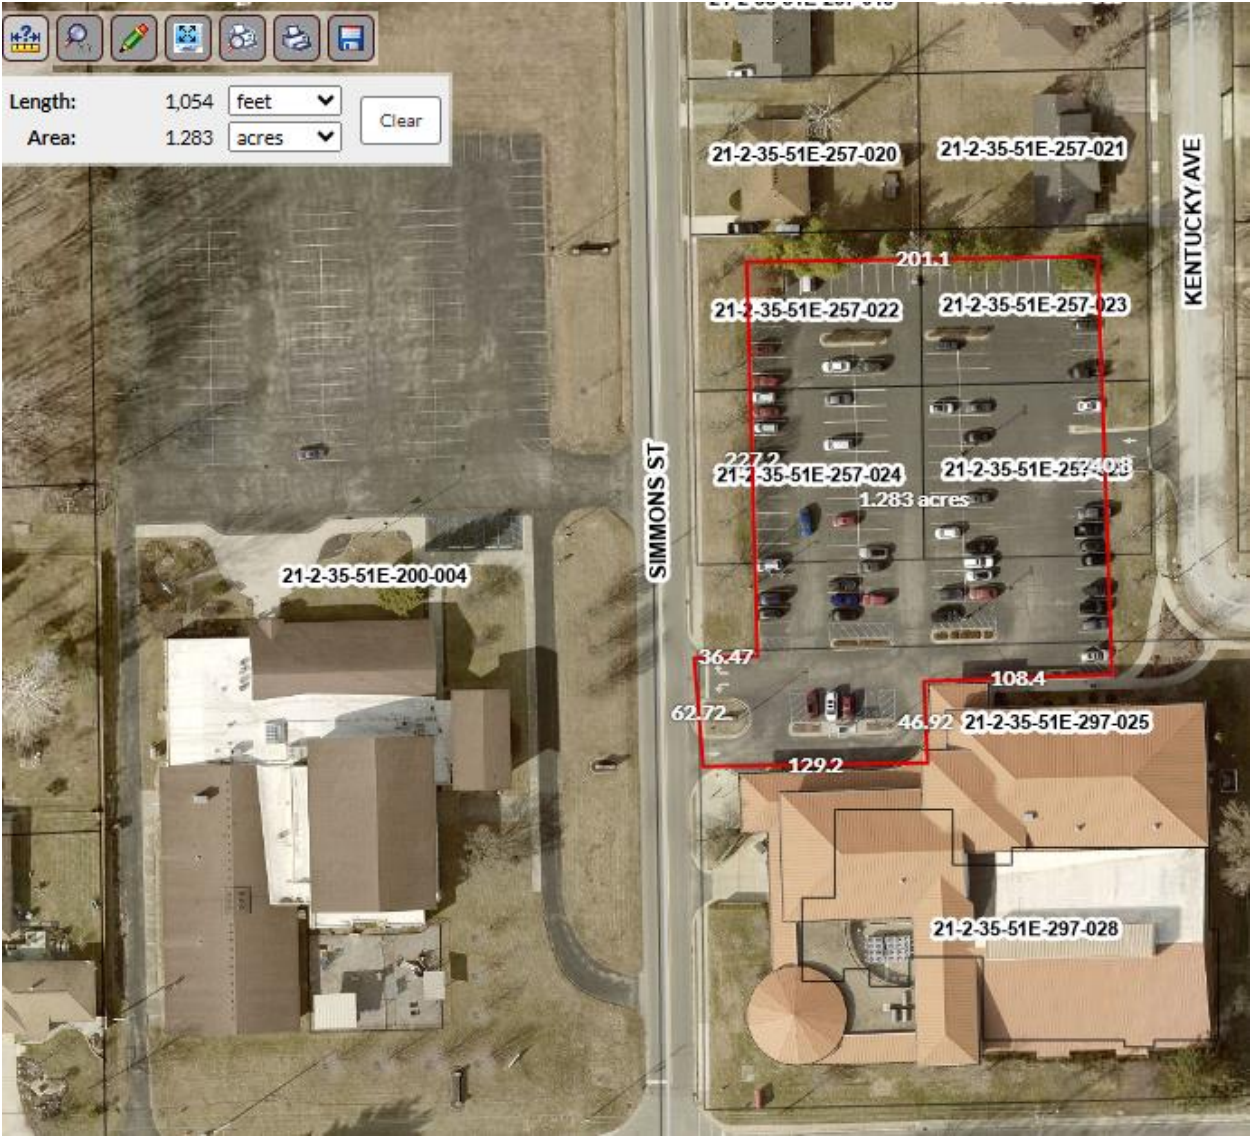 Length: 1,054 feet
Area: 1.283 acres
Clear
21-2-35-51E-257-020
21-2-35-51E-257-021
KENTUCKY AVE
201.1
21-2-35-51E-257-022
21-2-35-51E-257-023
SIMMONS ST
227.2
240.8
21-2-35-51E-257-024
1.283 acres
21-2-35-51E-200-004
36.47
108.4
62.72
46.92
21-2-35-51E-297-025
129.2
21-2-35-51E-297-028